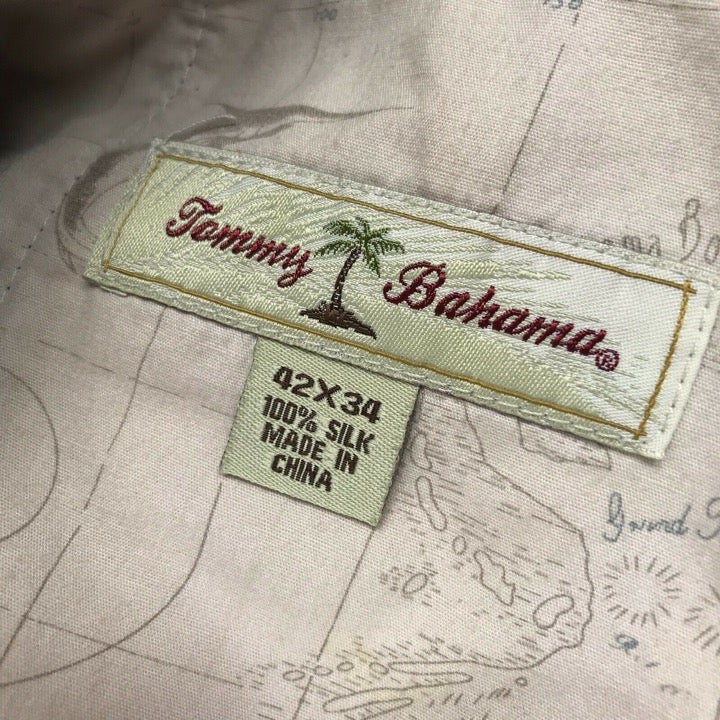 Tommy Bahama®
42X34
100% SILK
MADE IN
CHINA